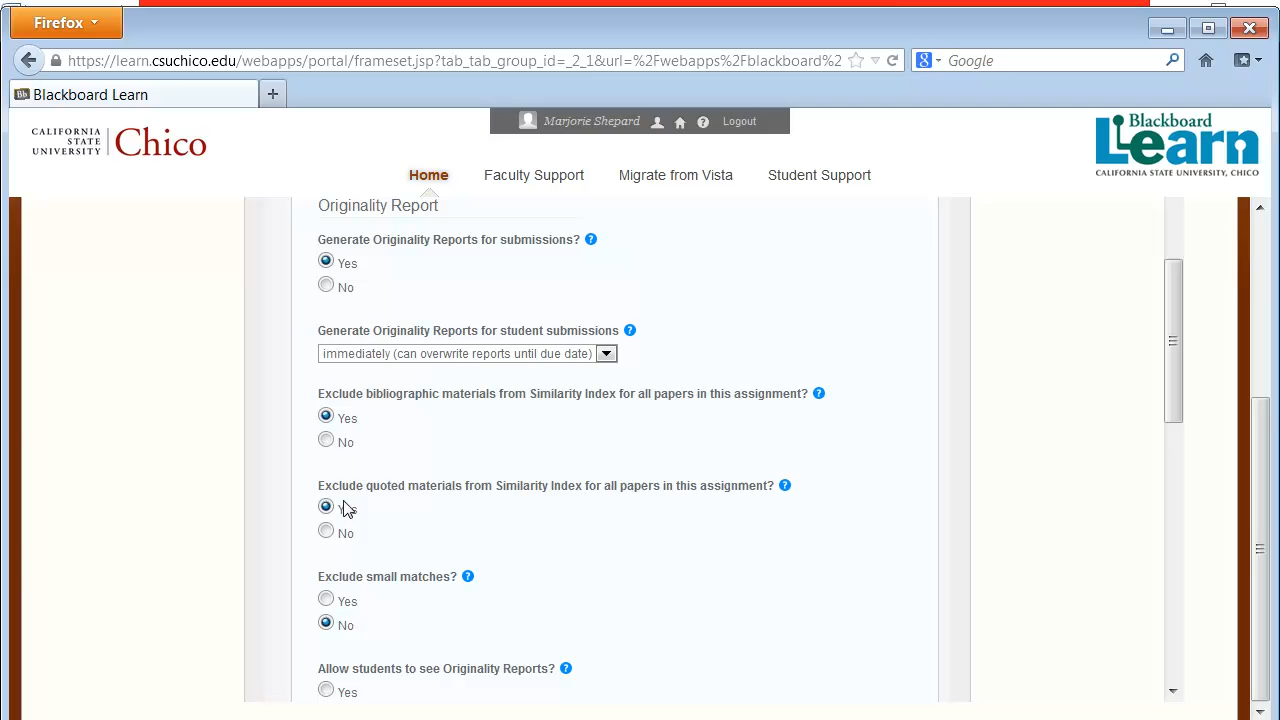 Firefox
https://learn.csuchico.edu/webapps/portal/frameset.jsp?tab_tab_group_id=_2_1&url=%2Fwebapps%2Fblackboard%2
Google
Blackboard Learn
Marjorie Shepard
Logout
CALIFORNIA
STATE
UNIVERSITY
Chico
Blackboard
Learn
CALIFORNIA STATE UNIVERSITY, CHICO
Home
Faculty Support
Migrate from Vista
Student Support
Originality Report
Generate Originality Reports for submissions?
Yes
No
Generate Originality Reports for student submissions
immediately (can overwrite reports until due date)
Exclude bibliographic materials from Similarity Index for all papers in this assignment?
Yes
No
Exclude quoted materials from Similarity Index for all papers in this assignment?
Yes
No
Exclude small matches?
Yes
No
Allow students to see Originality Reports?
Yes